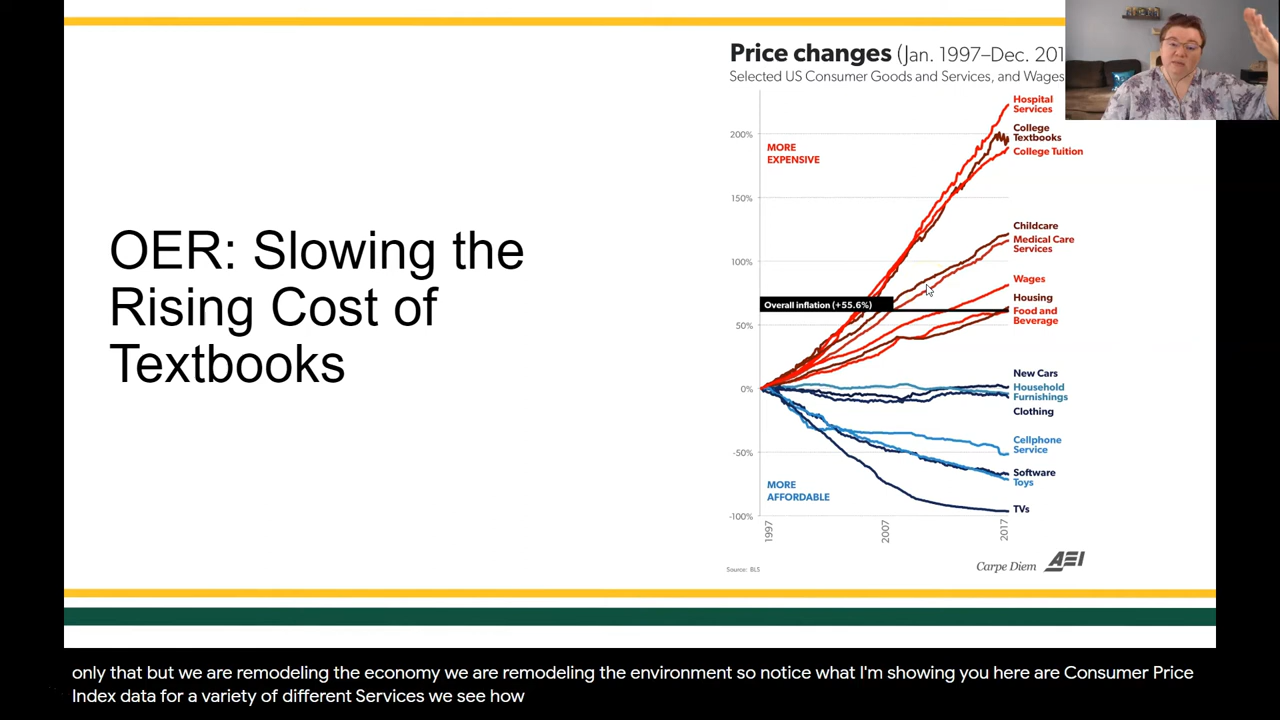 Price changes (Jan. 1997–Dec. 201
Selected US Consumer Goods and Services, and Wages
OER: Slowing the
Rising Cost of
Textbooks
MORE
EXPENSIVE
200%
150%
100%
50%
0%
-50%
-100%
Overall inflation (+55.6%)
Hospital
Services
College
Textbooks
College Tuition
Childcare
Medical Care
Services
Wages
Housing
Food and
Beverage
New Cars
Household
Furnishings
Clothing
Cellphone
Service
Software
Toys
TVs
MORE
AFFORDABLE
1997
2007
2017
Source: BLS
Carpe Diem AEI
only that but we are remodeling the economy we are remodeling the environment so notice what I'm showing you here are Consumer Price
Index data for a variety of different Services we see how